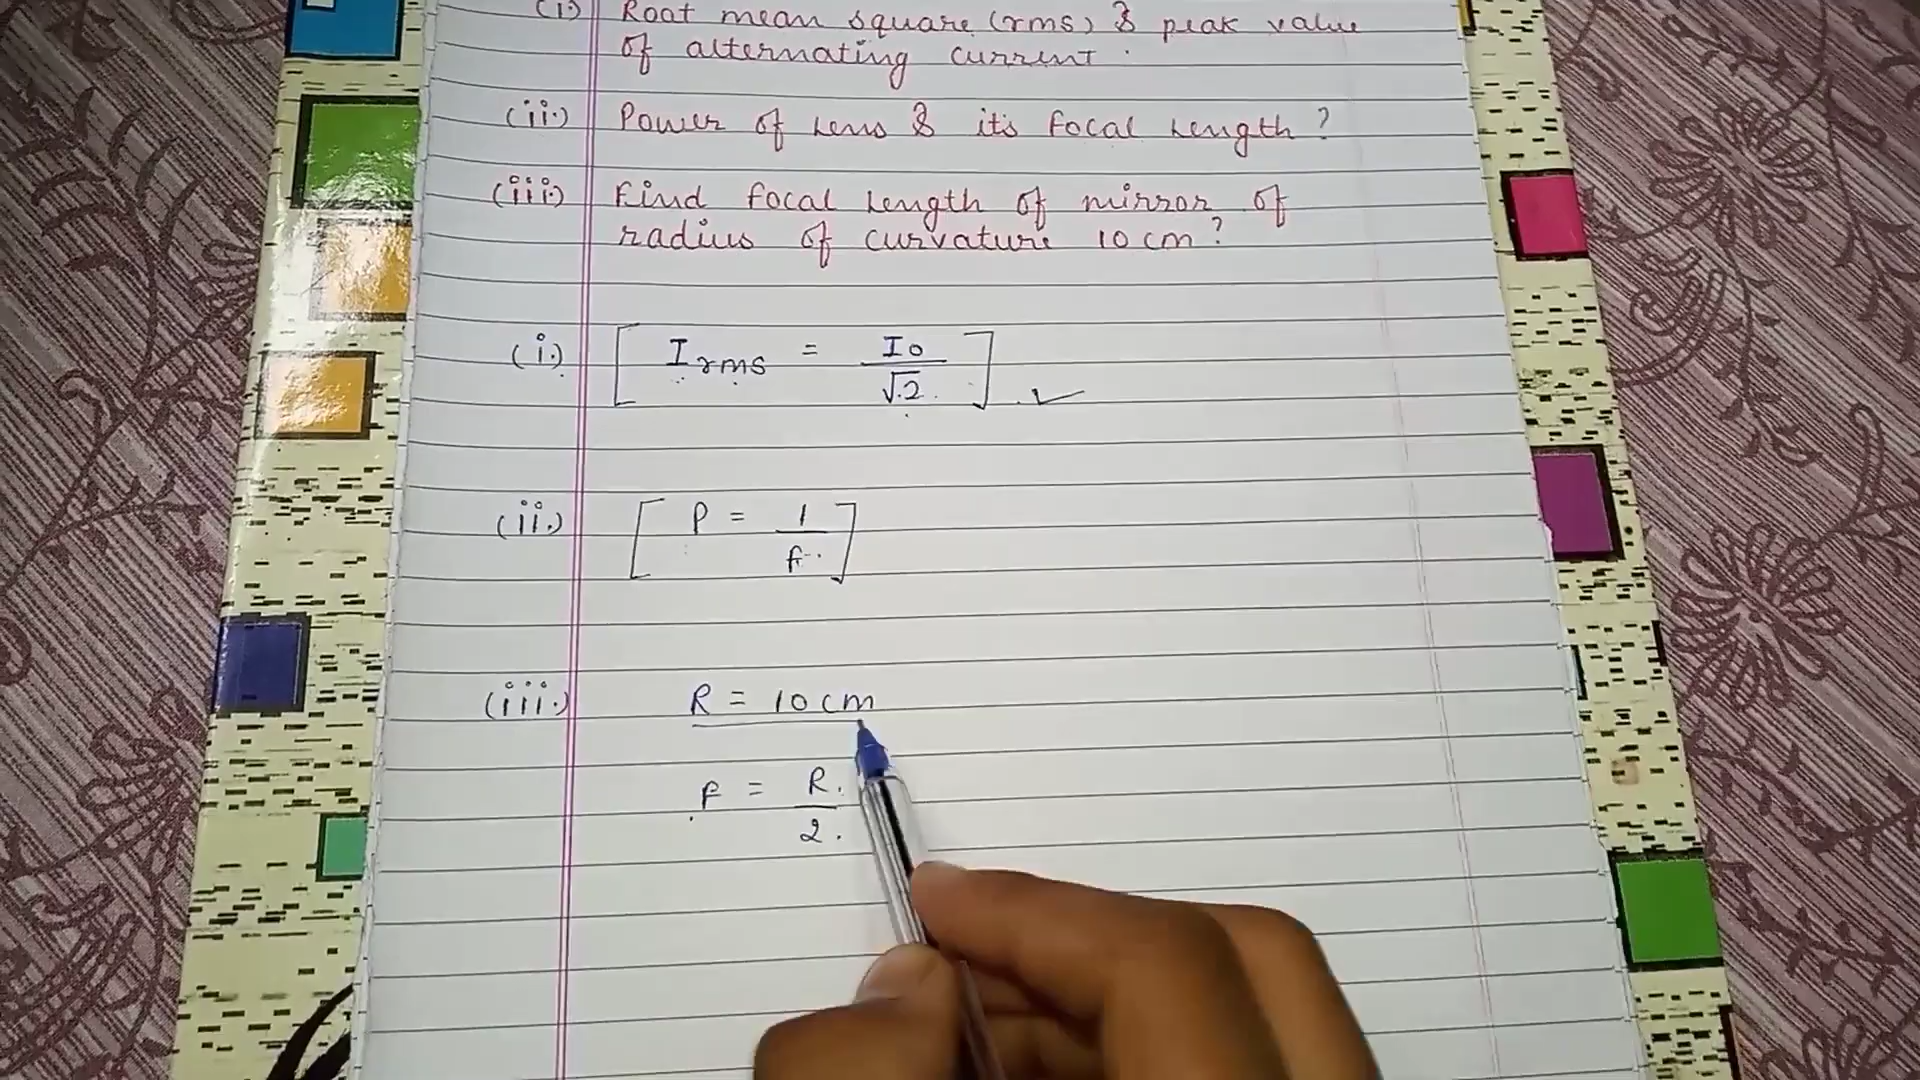 (i) Root mean square (rms) & peak value
of alternating current.
(ii.) Power of lens & its focal length?
(iii.) Find focal length of mirror of
radius of curvature 10 cm?
(i.) [ I rms = I0 / √2 ] ✓
(ii.) [ P = 1 / f ]
(iii.) R = 10 cm
f = R / 2